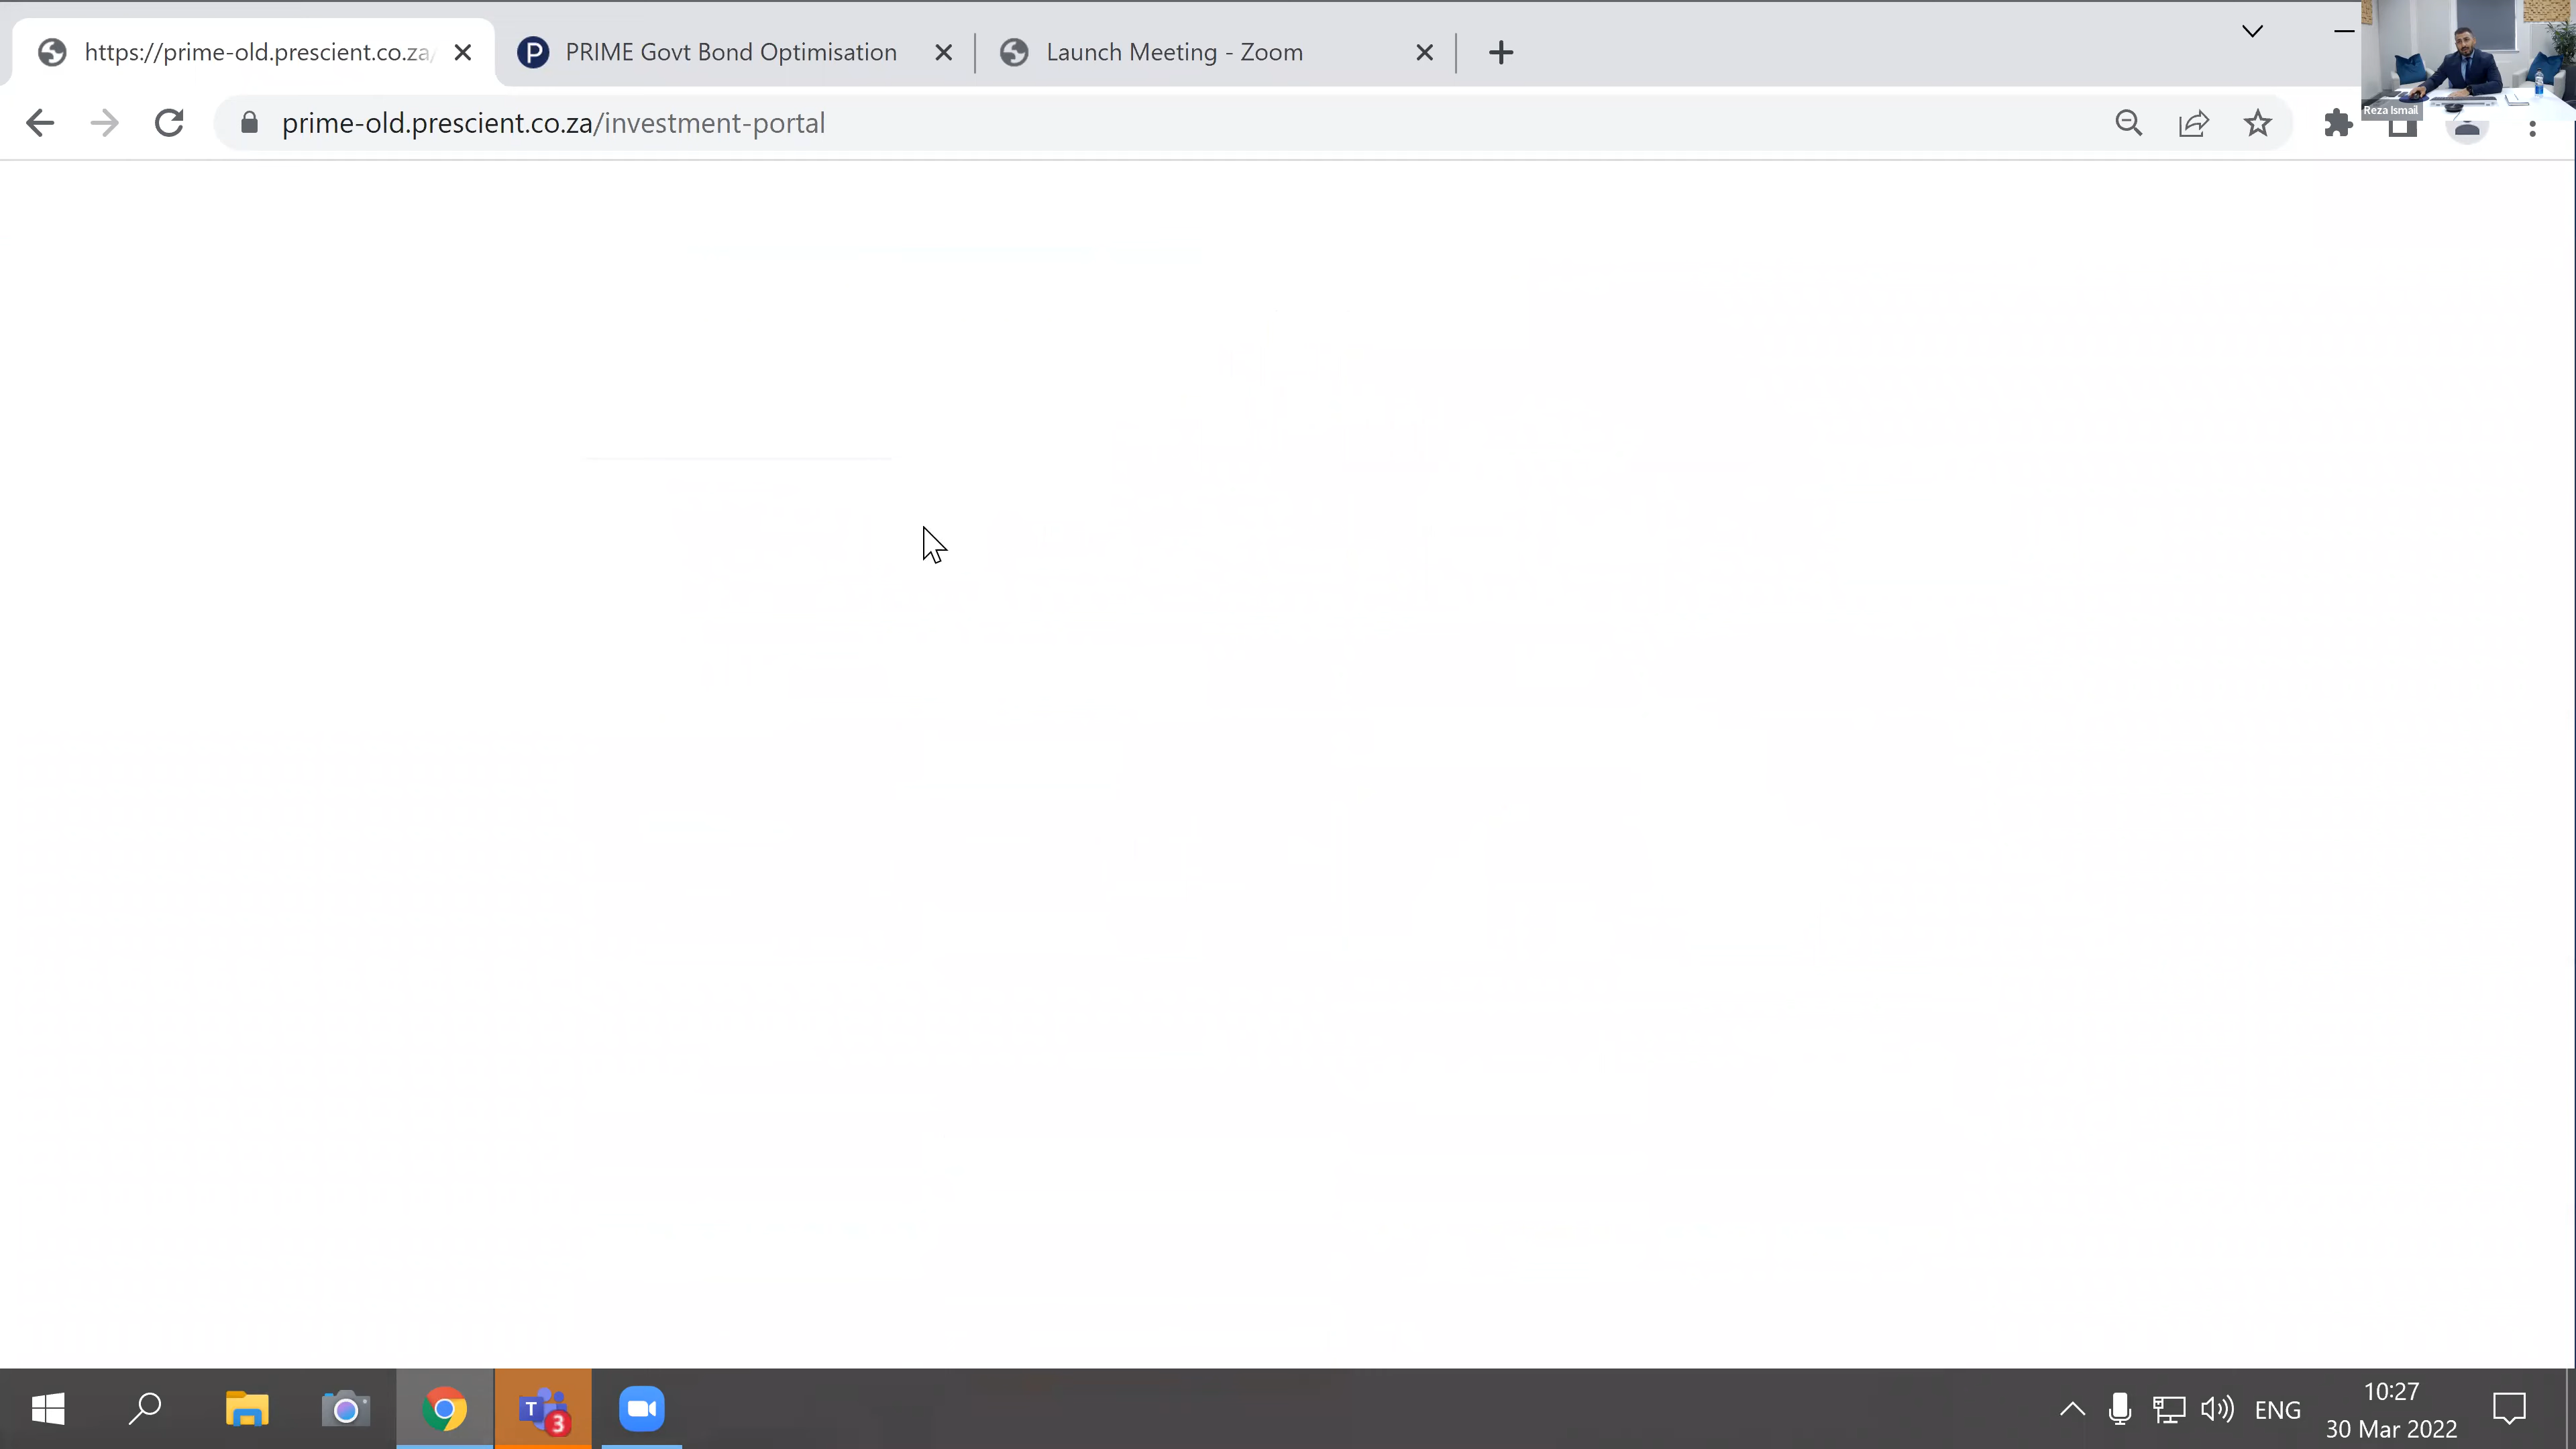 https://prime-old.prescient.co.za/
P PRIME Govt Bond Optimisation
Launch Meeting - Zoom
prime-old.prescient.co.za/investment-portal
Reza Ismail
T 3
ENG
10:27
30 Mar 2022